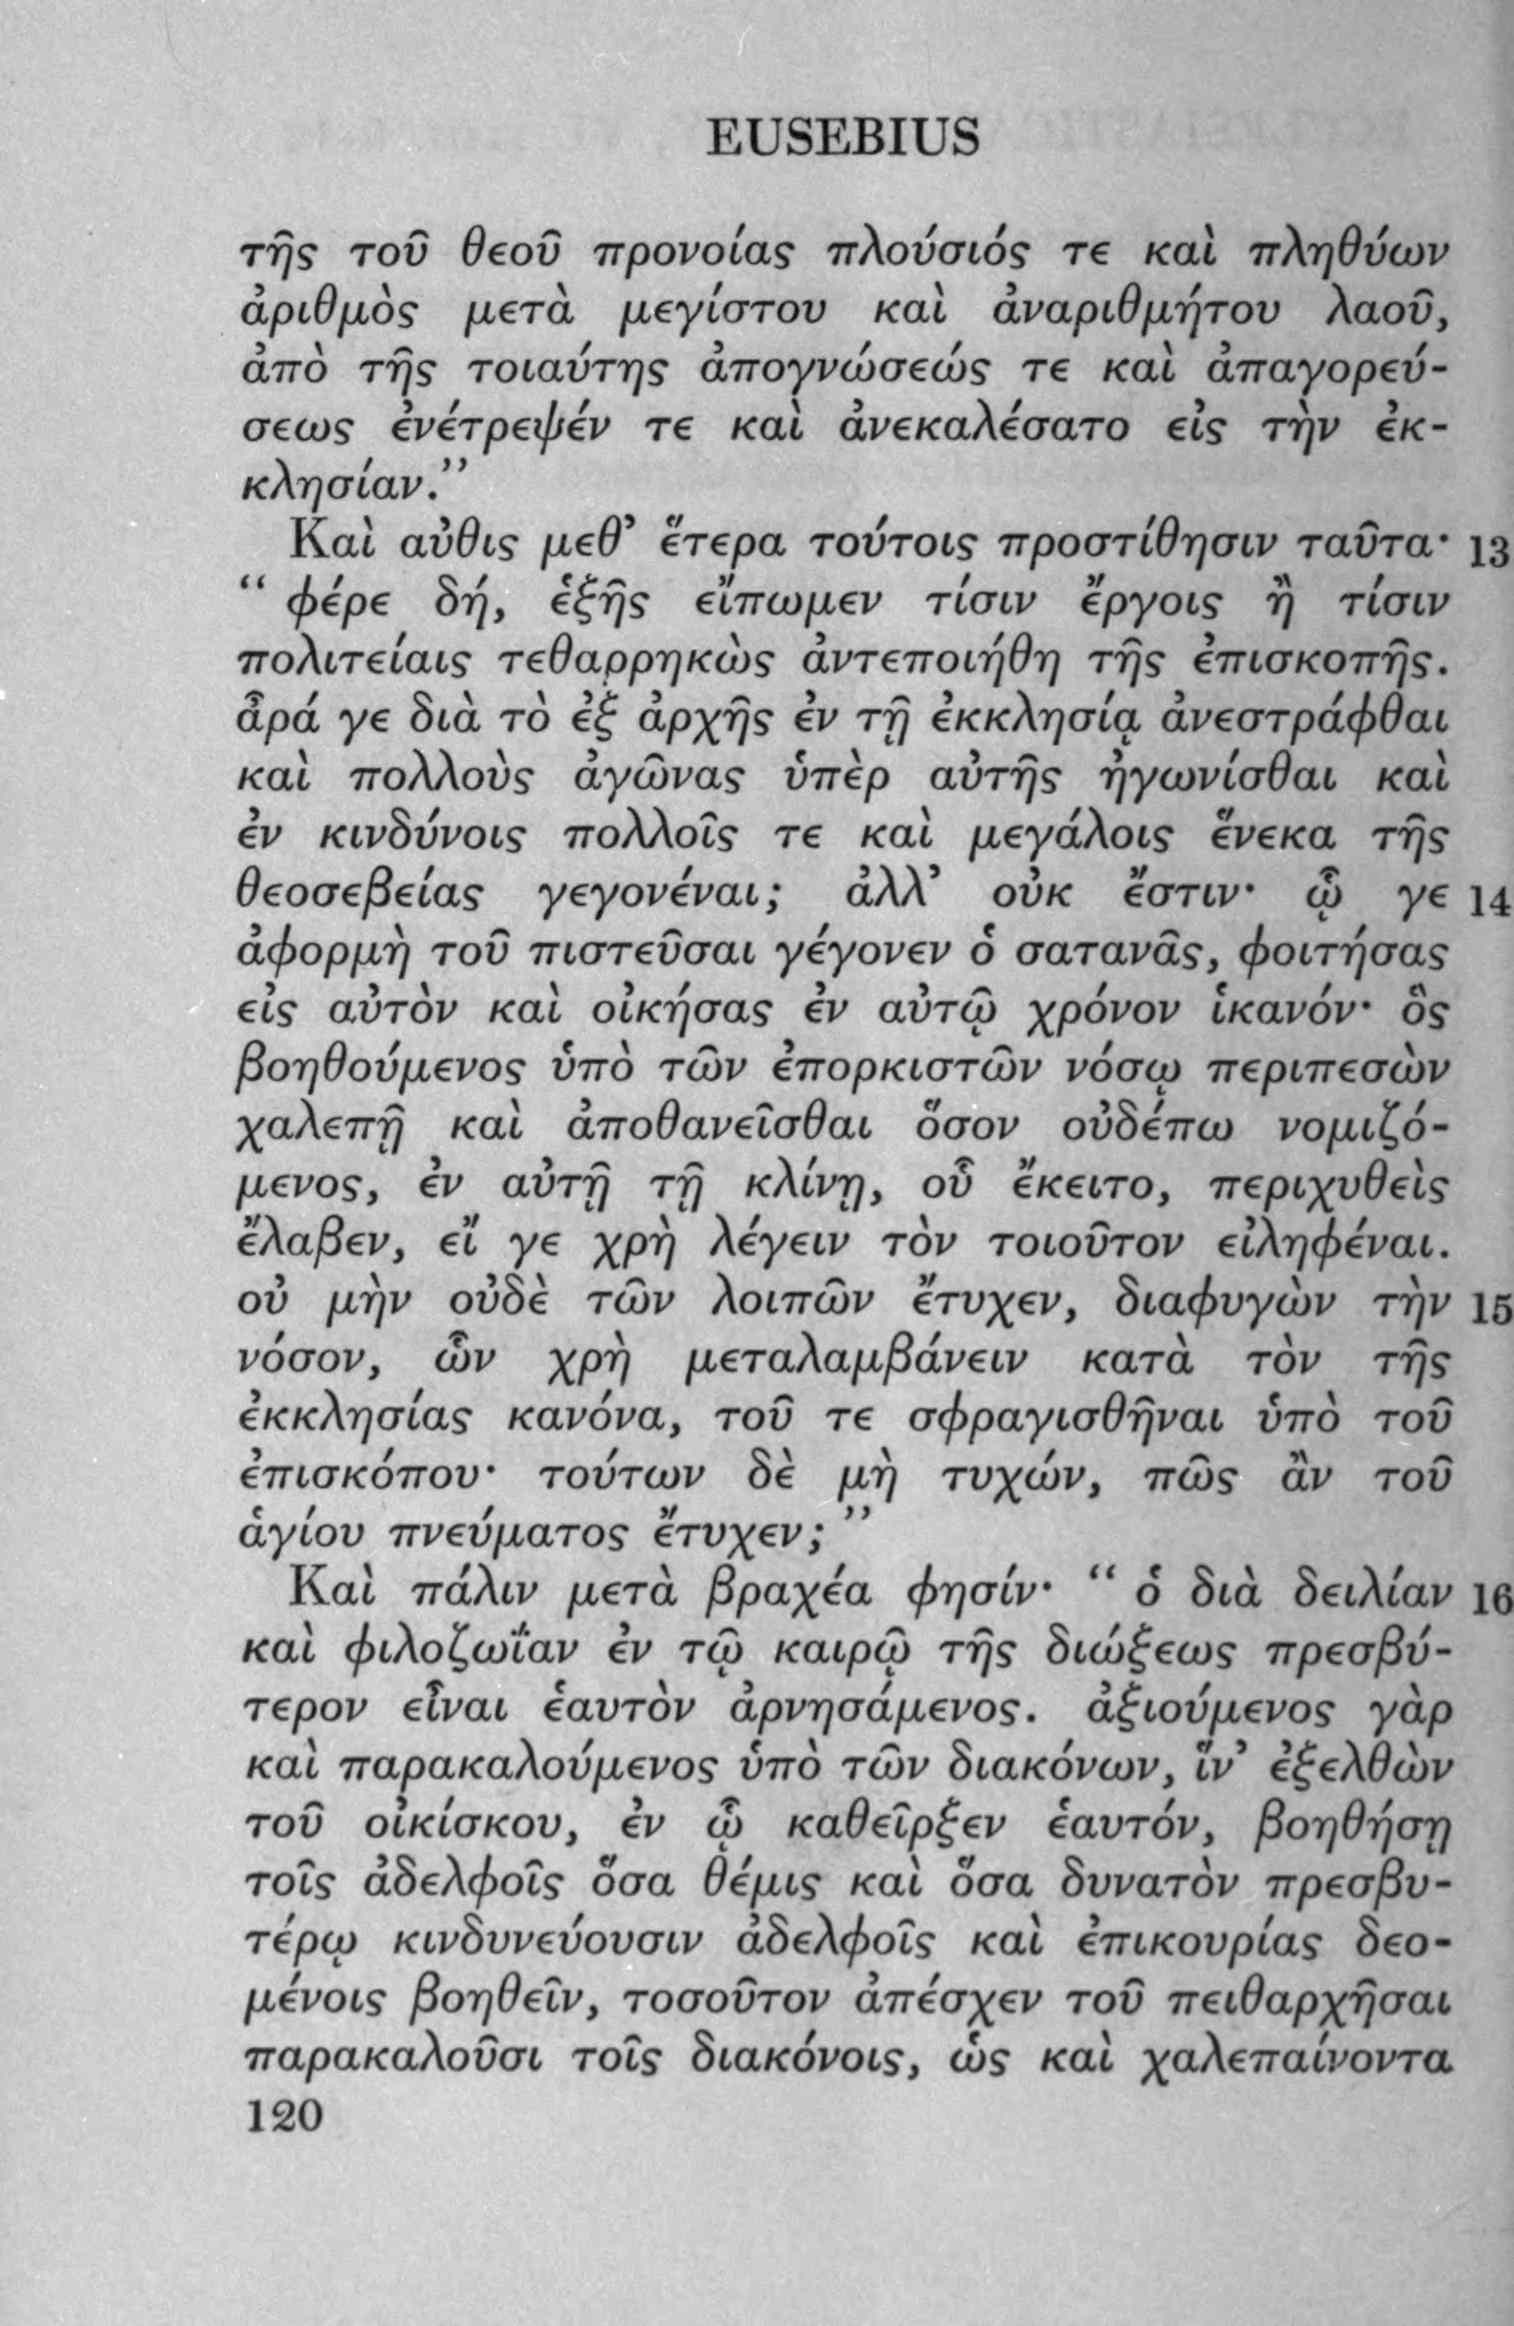 EUSEBIUS
τῆς τοῦ θεοῦ προνοίας πλούσιός τε καὶ πληθύων
ἀριθμὸς μετὰ μεγίστου καὶ ἀναριθμήτου λαοῦ,
ἀπὸ τῆς τοιαύτης ἀπογνώσεώς τε καὶ ἀπαγορεύ-
σεως ἐνέτρεψέν τε καὶ ἀνεκαλέσατο εἰς τὴν ἐκ-
κλησίαν.”
Καὶ αὖθις μεθ’ ἕτερα τούτοις προστίθησιν ταῦτα· 13
“ φέρε δή, ἑξῆς εἴπωμεν τίσιν ἔργοις ἢ τίσιν
πολιτείαις τεθαρρηκὼς ἀντεποιήθη τῆς ἐπισκοπῆς.
ἆρά γε διὰ τὸ ἐξ ἀρχῆς ἐν τῇ ἐκκλησίᾳ ἀνεστράφθαι
καὶ πολλοὺς ἀγῶνας ὑπὲρ αὐτῆς ἠγωνίσθαι καὶ
ἐν κινδύνοις πολλοῖς τε καὶ μεγάλοις ἕνεκα τῆς
θεοσεβείας γεγονέναι; ἀλλ’ οὐκ ἔστιν· ᾧ γε 14
ἀφορμὴ τοῦ πιστεῦσαι γέγονεν ὁ σατανᾶς, φοιτήσας
εἰς αὐτὸν καὶ οἰκήσας ἐν αὐτῷ χρόνον ἱκανόν· ὃς
βοηθούμενος ὑπὸ τῶν ἐπορκιστῶν νόσῳ περιπεσὼν
χαλεπῇ καὶ ἀποθανεῖσθαι ὅσον οὐδέπω νομιζό-
μενος, ἐν αὐτῇ τῇ κλίνῃ, οὗ ἔκειτο, περιχυθεὶς
ἔλαβεν, εἴ γε χρὴ λέγειν τὸν τοιοῦτον εἰληφέναι.
οὐ μὴν οὐδὲ τῶν λοιπῶν ἔτυχεν, διαφυγὼν τὴν 15
νόσον, ὧν χρὴ μεταλαμβάνειν κατὰ τὸν τῆς
ἐκκλησίας κανόνα, τοῦ τε σφραγισθῆναι ὑπὸ τοῦ
ἐπισκόπου· τούτων δὲ μὴ τυχών, πῶς ἂν τοῦ
ἁγίου πνεύματος ἔτυχεν; ”
Καὶ πάλιν μετὰ βραχέα φησίν· “ ὁ διὰ δειλίαν 16
καὶ φιλοζωΐαν ἐν τῷ καιρῷ τῆς διώξεως πρεσβύ-
τερον εἶναι ἑαυτὸν ἀρνησάμενος. ἀξιούμενος γὰρ
καὶ παρακαλούμενος ὑπὸ τῶν διακόνων, ἵν’ ἐξελθὼν
τοῦ οἰκίσκου, ἐν ᾧ καθεῖρξεν ἑαυτόν, βοηθήσῃ
τοῖς ἀδελφοῖς ὅσα θέμις καὶ ὅσα δυνατὸν πρεσβυ-
τέρῳ κινδυνεύουσιν ἀδελφοῖς καὶ ἐπικουρίας δεο-
μένοις βοηθεῖν, τοσοῦτον ἀπέσχεν τοῦ πειθαρχῆσαι
παρακαλοῦσι τοῖς διακόνοις, ὡς καὶ χαλεπαίνοντα
120